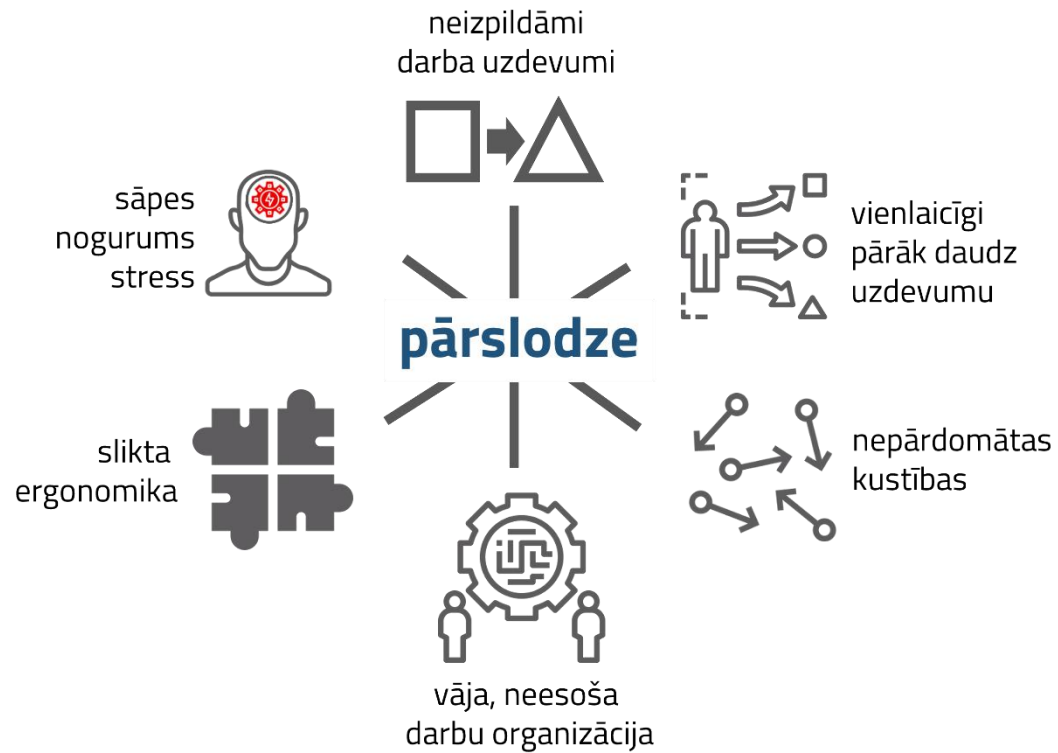 neizpildāmi
darba uzdevumi
sāpes
nogurums
stress
vienlaicīgi
pārāk daudz
uzdevumu
pārslodze
slikta
ergonomika
nepārdomātas
kustības
vāja, neesoša
darbu organizācija